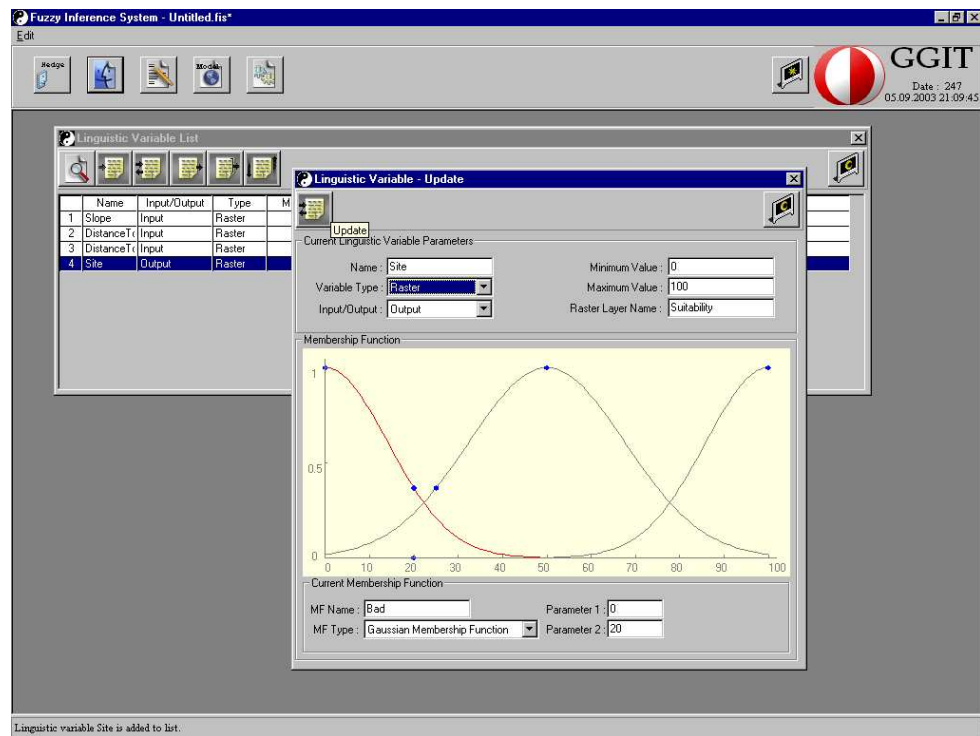 Fuzzy Inference System - Untitled.fis*
Edit
Hedge
Model
GGIT
Date : 247
05.09.2003 21:09:45
Linguistic Variable List
Name Input/Output Type M
1 Slope Input Raster
2 DistanceTo Input Raster
3 DistanceTo Input Raster
4 Site Output Raster
Linguistic Variable - Update
Update
Current Linguistic Variable Parameters
Name : Site
Minimum Value : 0
Variable Type : Raster
Maximum Value : 100
Input/Output : Output
Raster Layer Name : Suitability
Membership Function
1
0.5
0
0 10 20 30 40 50 60 70 80 90 100
Current Membership Function
MF Name : Bad
Parameter 1 : 0
MF Type : Gaussian Membership Function
Parameter 2 : 20
Linguistic variable Site is added to list.